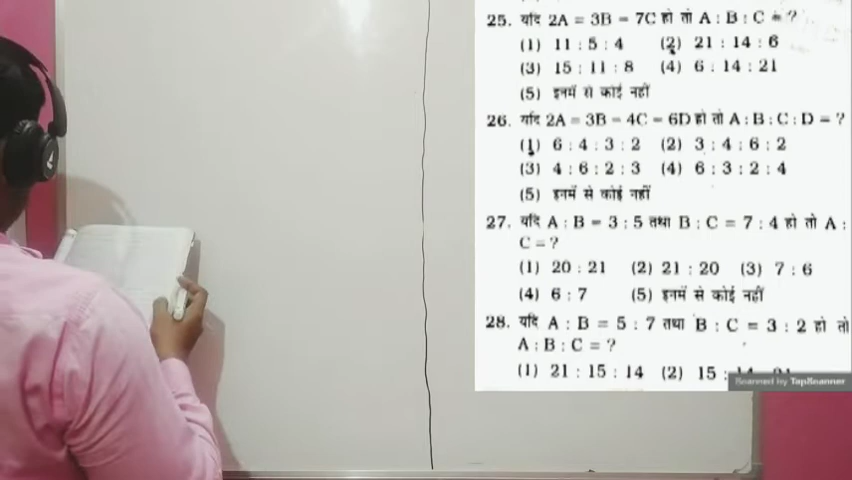 25. यदि 2A = 3B = 7C हो तो A : B : C = ?
(1) 11 : 5 : 4 (2) 21 : 14 : 6
(3) 15 : 11 : 8 (4) 6 : 14 : 21
(5) इनमें से कोई नहीं
26. यदि 2A = 3B = 4C = 6D हो तो A : B : C : D = ?
(1) 6 : 4 : 3 : 2 (2) 3 : 4 : 6 : 2
(3) 4 : 6 : 2 : 3 (4) 6 : 3 : 2 : 4
(5) इनमें से कोई नहीं
27. यदि A : B = 3 : 5 तथा B : C = 7 : 4 हो तो A :
C = ?
(1) 20 : 21 (2) 21 : 20 (3) 7 : 6
(4) 6 : 7 (5) इनमें से कोई नहीं
28. यदि A : B = 5 : 7 तथा B : C = 3 : 2 हो तो
A : B : C = ?
(1) 21 : 15 : 14 (2) 15 :
Scanned by TapScanner